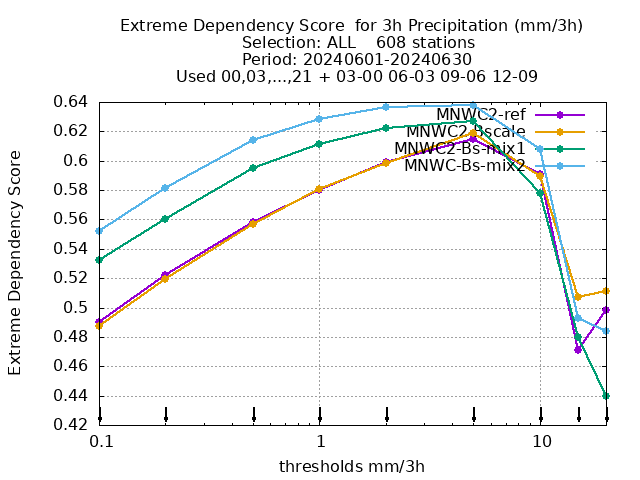 Extreme Dependency Score  for 3h Precipitation (mm/3h)
Selection: ALL    608 stations
Period: 20240601-20240630
Used 00,03,...,21 + 03-00 06-03 09-06 12-09
Extreme Dependency Score
0.64
0.62
0.6
0.58
0.56
0.54
0.52
0.5
0.48
0.46
0.44
0.42
MNWC2-ref
MNWC2-Bscale
MNWC2-Bs-mix1
MNWC-Bs-mix2
0.1
1
10
thresholds mm/3h